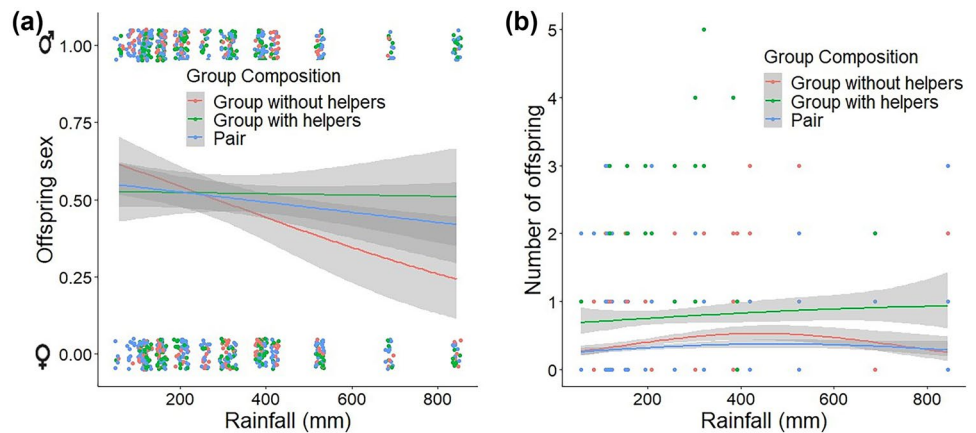 (a)
♂
1.00
0.75
0.50
0.25
0.00
♀
Offspring sex
Group Composition
Group without helpers
Group with helpers
Pair
200
400
600
800
Rainfall (mm)
(b)
5
4
3
2
1
0
Number of offspring
Group Composition
Group without helpers
Group with helpers
Pair
0
200
400
600
800
Rainfall (mm)